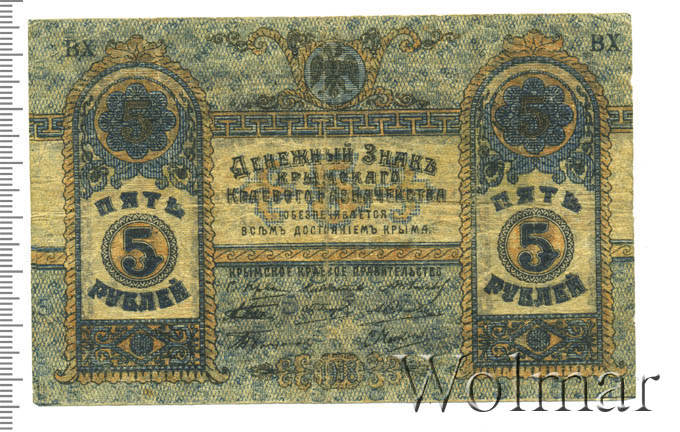 ВХ
ВХ
5
5
Денежный Знакъ
Крымскаго
Краевого Казначейства
обезпечивается
всѣмъ достояніемъ Крыма.
ПЯТЬ
5
РУБЛЕЙ
ПЯТЬ
5
РУБЛЕЙ
Крымское Краевое Правительство
Wolmar